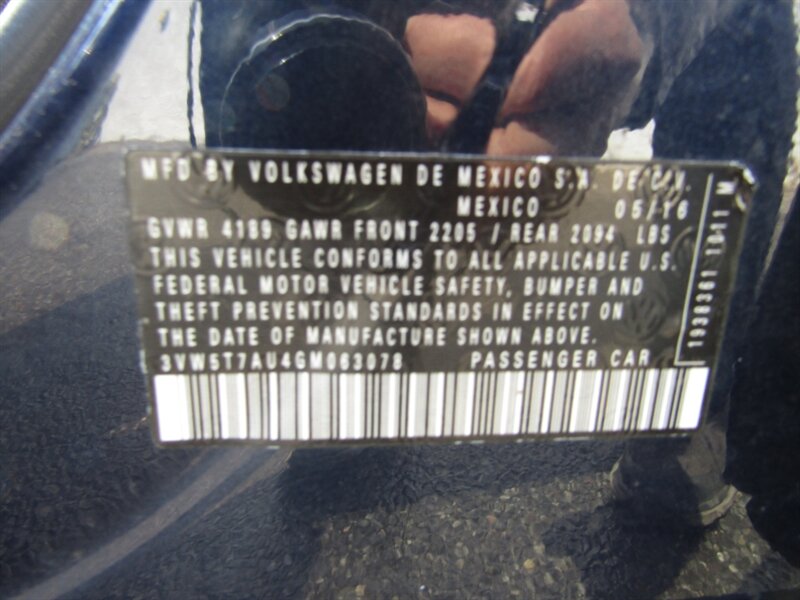 MFD BY VOLKSWAGEN DE MEXICO S.A. DE C.V.
MEXICO 05/16
GVWR 4189 GAWR FRONT 2205 / REAR 2094 LBS
THIS VEHICLE CONFORMS TO ALL APPLICABLE U.S.
FEDERAL MOTOR VEHICLE SAFETY, BUMPER AND
THEFT PREVENTION STANDARDS IN EFFECT ON
THE DATE OF MANUFACTURE SHOWN ABOVE.
3VW5T7AU4GM063078 PASSENGER CAR
1936361 1011 M